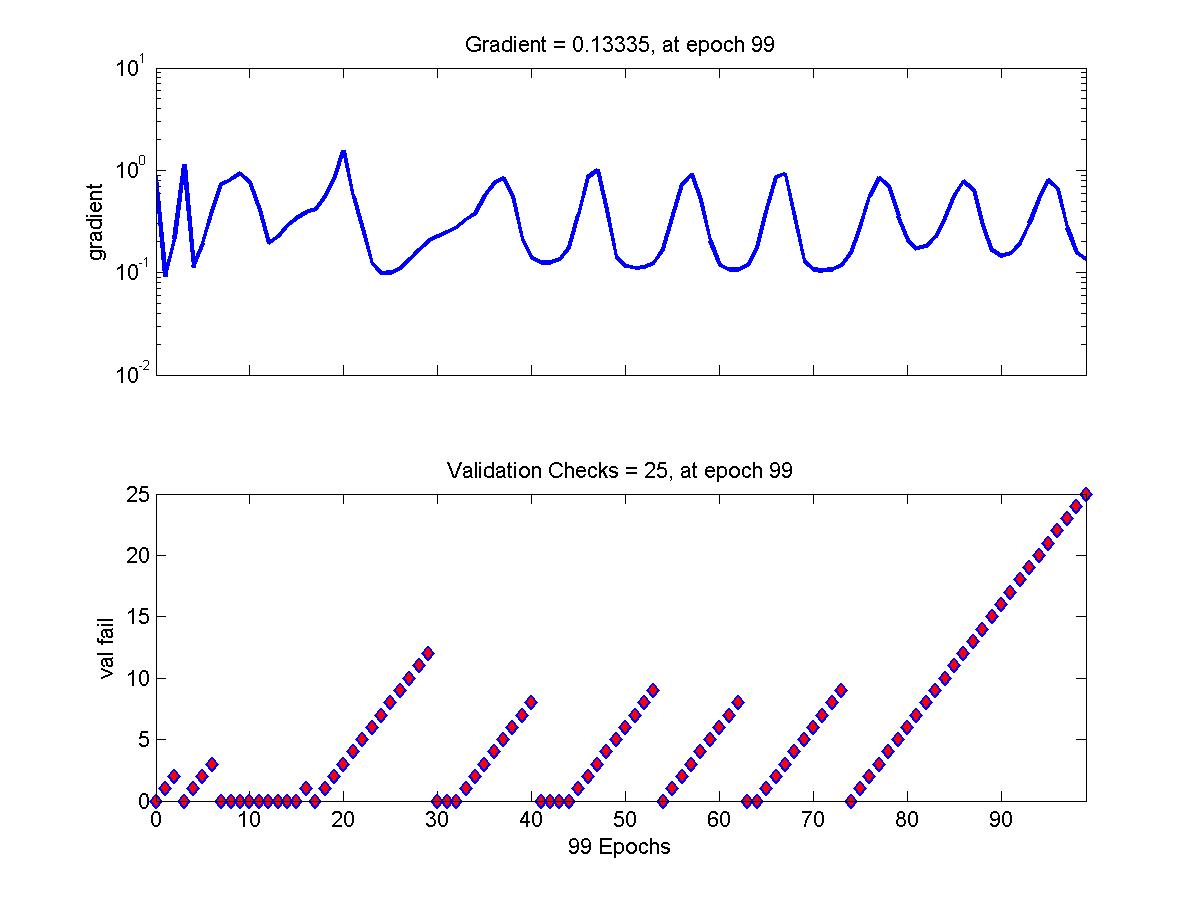 Gradient = 0.13335, at epoch 99
10^1
10^0
10^-1
10^-2
gradient
Validation Checks = 25, at epoch 99
25
20
15
10
5
0
val fail
0 10 20 30 40 50 60 70 80 90
99 Epochs